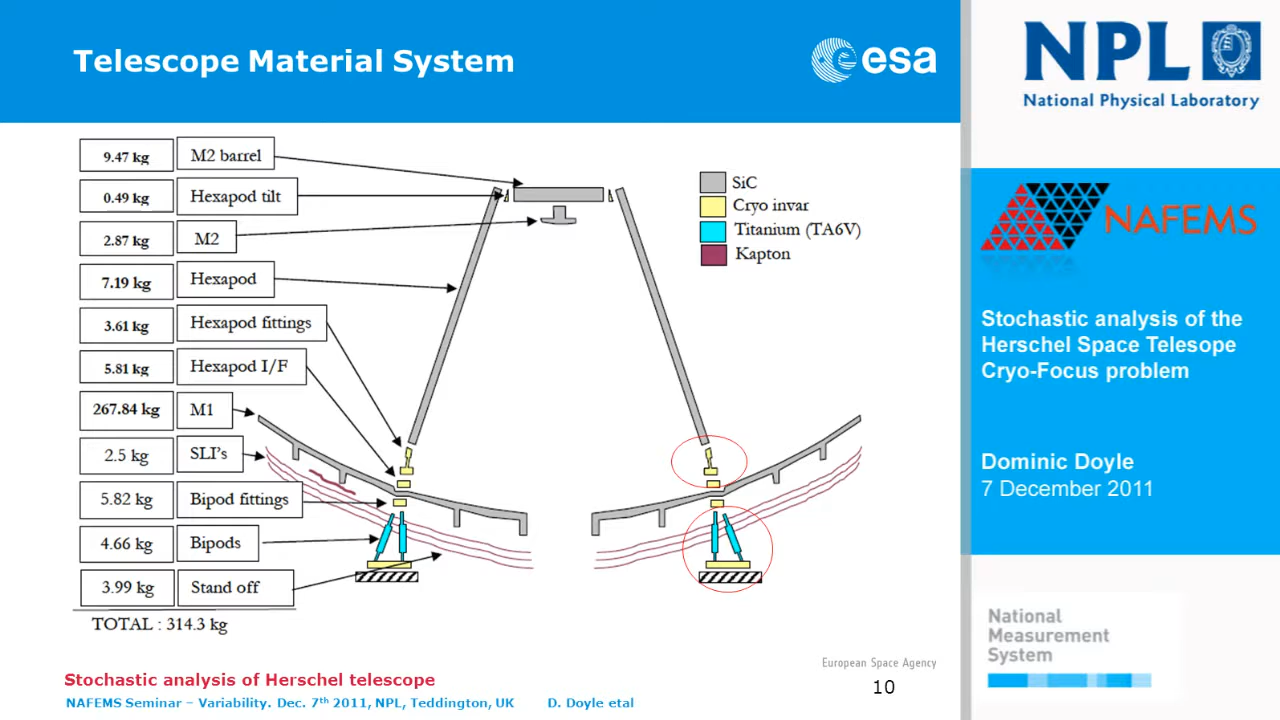 Telescope Material System
esa
9.47 kg M2 barrel
0.49 kg Hexapod tilt
2.87 kg M2
7.19 kg Hexapod
3.61 kg Hexapod fittings
5.81 kg Hexapod I/F
267.84 kg M1
2.5 kg SLI's
5.82 kg Bipod fittings
4.66 kg Bipods
3.99 kg Stand off
TOTAL : 314.3 kg
SiC
Cryo invar
Titanium (TA6V)
Kapton
European Space Agency
Stochastic analysis of Herschel telescope
10
NAFEMS Seminar – Variability. Dec. 7th 2011, NPL, Teddington, UK D. Doyle etal
NPL
National Physical Laboratory
NAFEMS
Stochastic analysis of the
Herschel Space Telesope
Cryo-Focus problem
Dominic Doyle
7 December 2011
National
Measurement
System